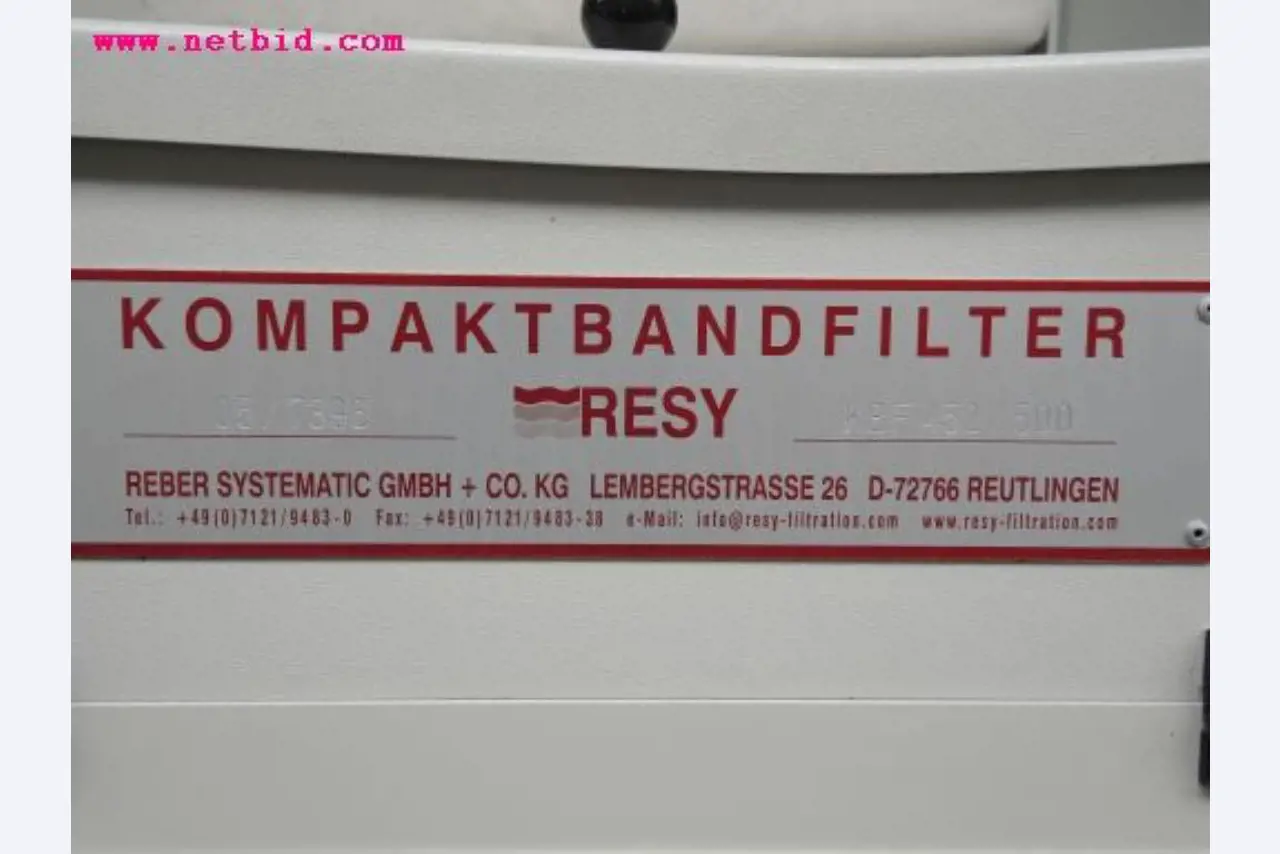 www.netbid.com
KOMPAKTBANDFILTER
RESY
REBER SYSTEMATIC GMBH + CO. KG LEMBERGSTRASSE 26 D-72766 REUTLINGEN
Tel.: +49(0)7121/9483-0 Fax: +49(0)7121/9483-38 e-Mail: info@resy-filtration.com www.resy-filtration.com